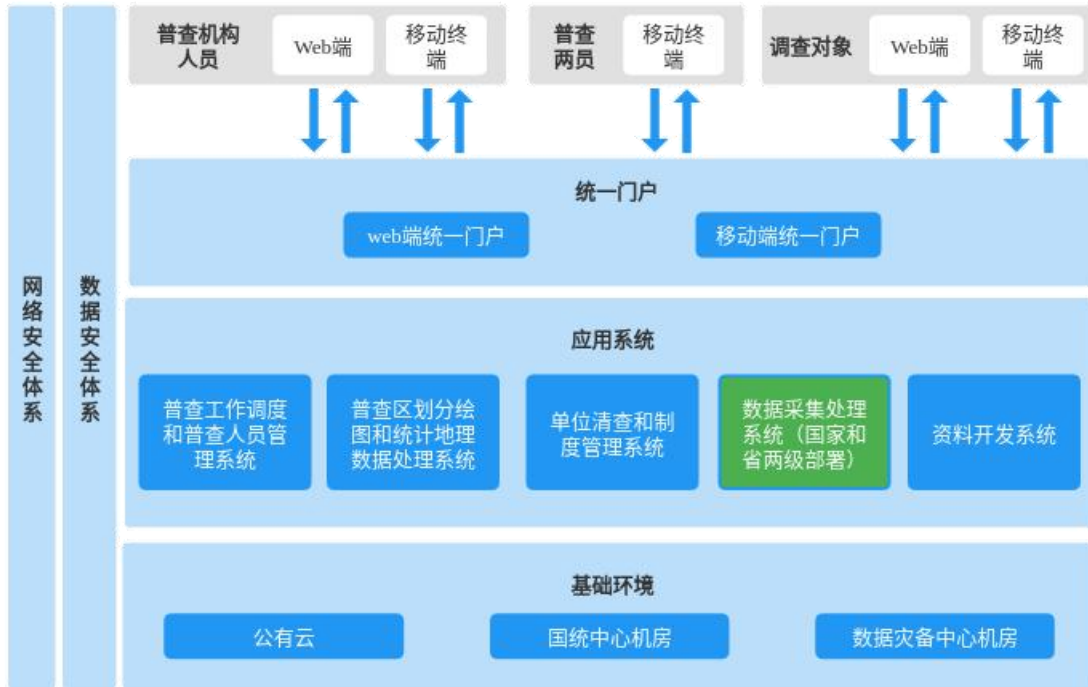 网络安全体系
数据安全体系
普查机构
人员
Web端
移动终
端
普查
两员
移动终
端
调查对象
Web端
移动终
端
统一门户
web端统一门户
移动端统一门户
应用系统
普查工作调度
和普查人员管
理系统
普查区划分绘
图和统计地理
数据处理系统
单位清查和制
度管理系统
数据采集处理
系统（国家和
省两级部署）
资料开发系统
基础环境
公有云
国统中心机房
数据灾备中心机房